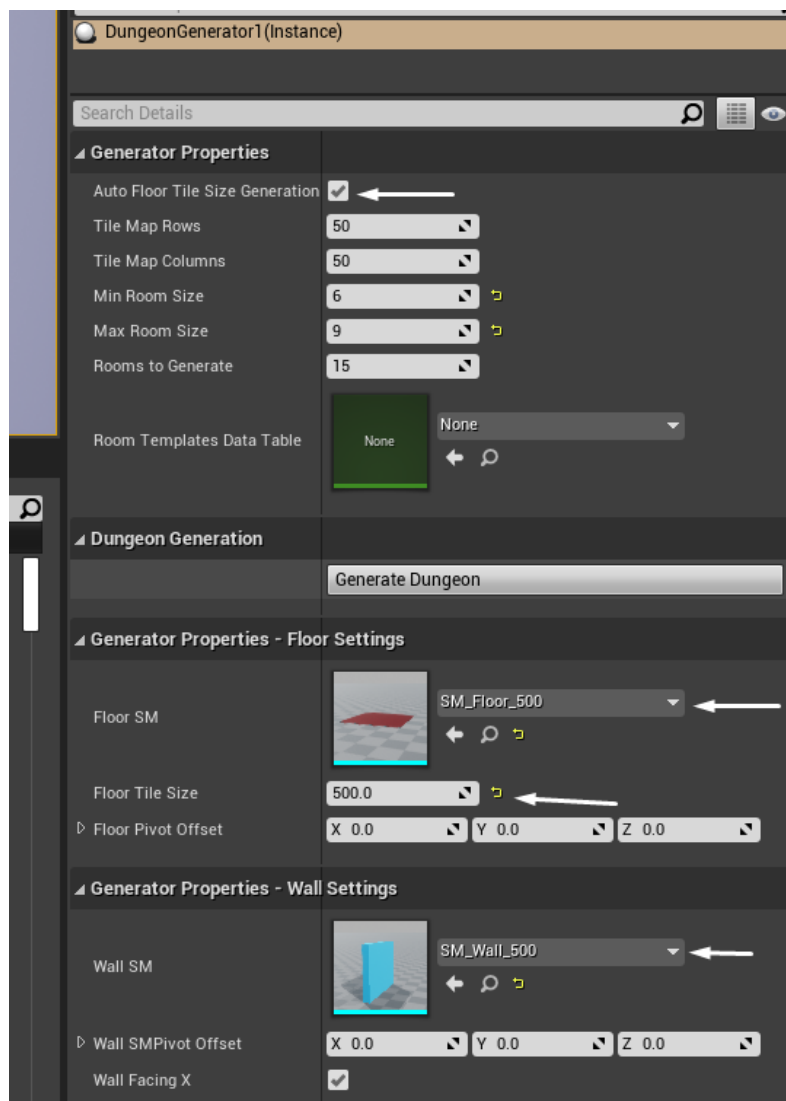 DungeonGenerator1(Instance)
Search Details
Generator Properties
Auto Floor Tile Size Generation
Tile Map Rows 50
Tile Map Columns 50
Min Room Size 6
Max Room Size 9
Rooms to Generate 15
Room Templates Data Table None None
Dungeon Generation
Generate Dungeon
Generator Properties - Floor Settings
Floor SM SM_Floor_500
Floor Tile Size 500.0
Floor Pivot Offset X 0.0 Y 0.0 Z 0.0
Generator Properties - Wall Settings
Wall SM SM_Wall_500
Wall SMPivot Offset X 0.0 Y 0.0 Z 0.0
Wall Facing X